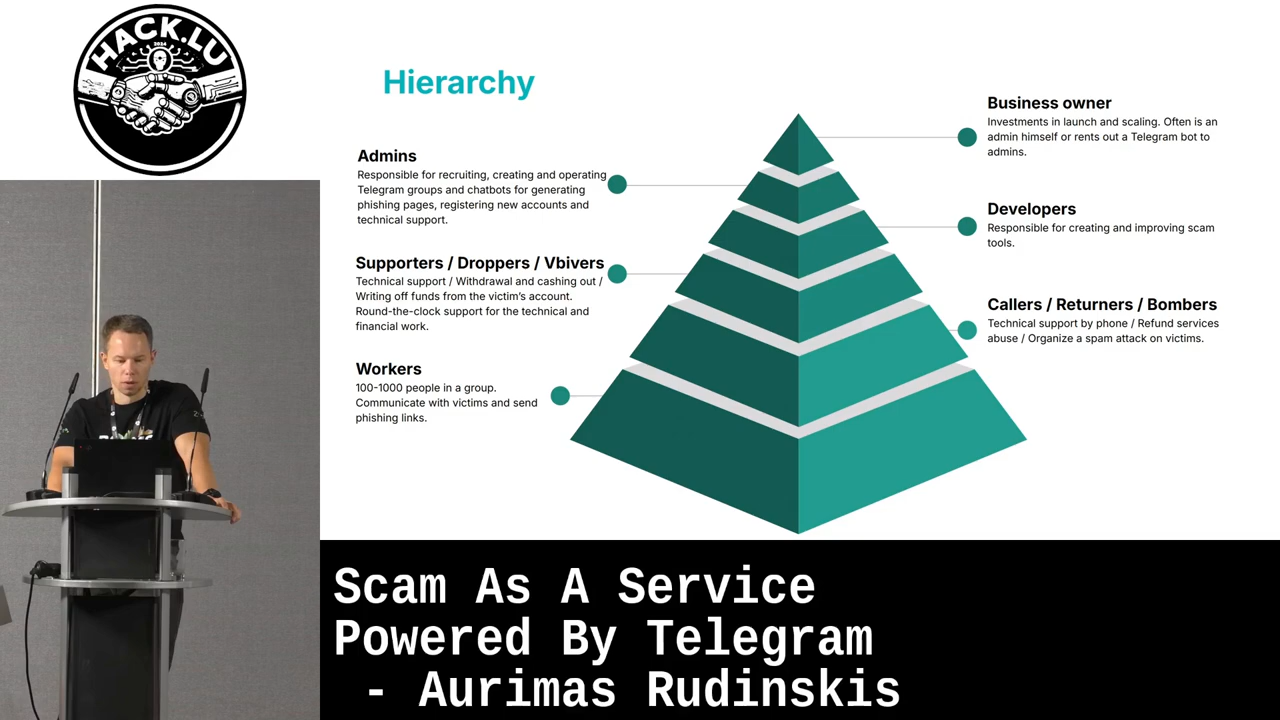 HACK.LU
2024
Hierarchy
Business owner
Investments in launch and scaling. Often is an
admin himself or rents out a Telegram bot to
admins.
Admins
Responsible for recruiting, creating and operating
Telegram groups and chatbots for generating
phishing pages, registering new accounts and
technical support.
Developers
Responsible for creating and improving scam
tools.
Supporters / Droppers / Vbivers
Technical support / Withdrawal and cashing out /
Writing off funds from the victim's account.
Round-the-clock support for the technical and
financial work.
Callers / Returners / Bombers
Technical support by phone / Refund services
abuse / Organize a spam attack on victims.
Workers
100-1000 people in a group.
Communicate with victims and send
phishing links.
Scam As A Service
Powered By Telegram
- Aurimas Rudinskis